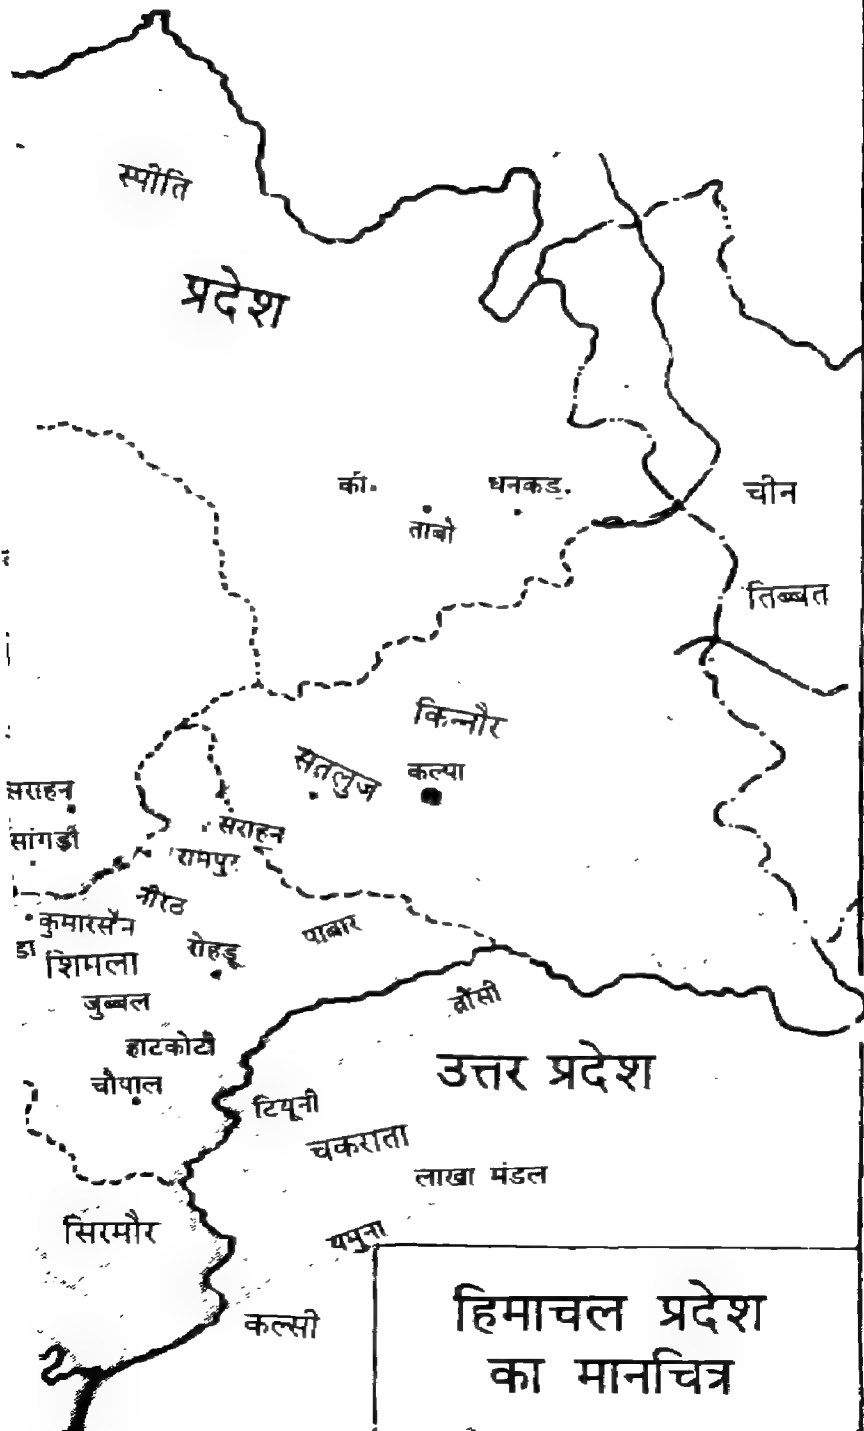 स्पीति
प्रदेश
की
धनकड
ताबो
चीन
तिब्बत
किन्नौर
सतलुज
कल्पा
सराहन
सांगड़ी
सराहन
रामपुर
नीरठ
कुमारसैन
डा
शिमला
रोहडू
पाबार
जुब्बल
हाटकोटी
चौपाल
उत्तर प्रदेश
टियूनी
चकराता
लाखा मंडल
सिरमौर
यमुना
कल्सी
हिमाचल प्रदेश
का मानचित्र